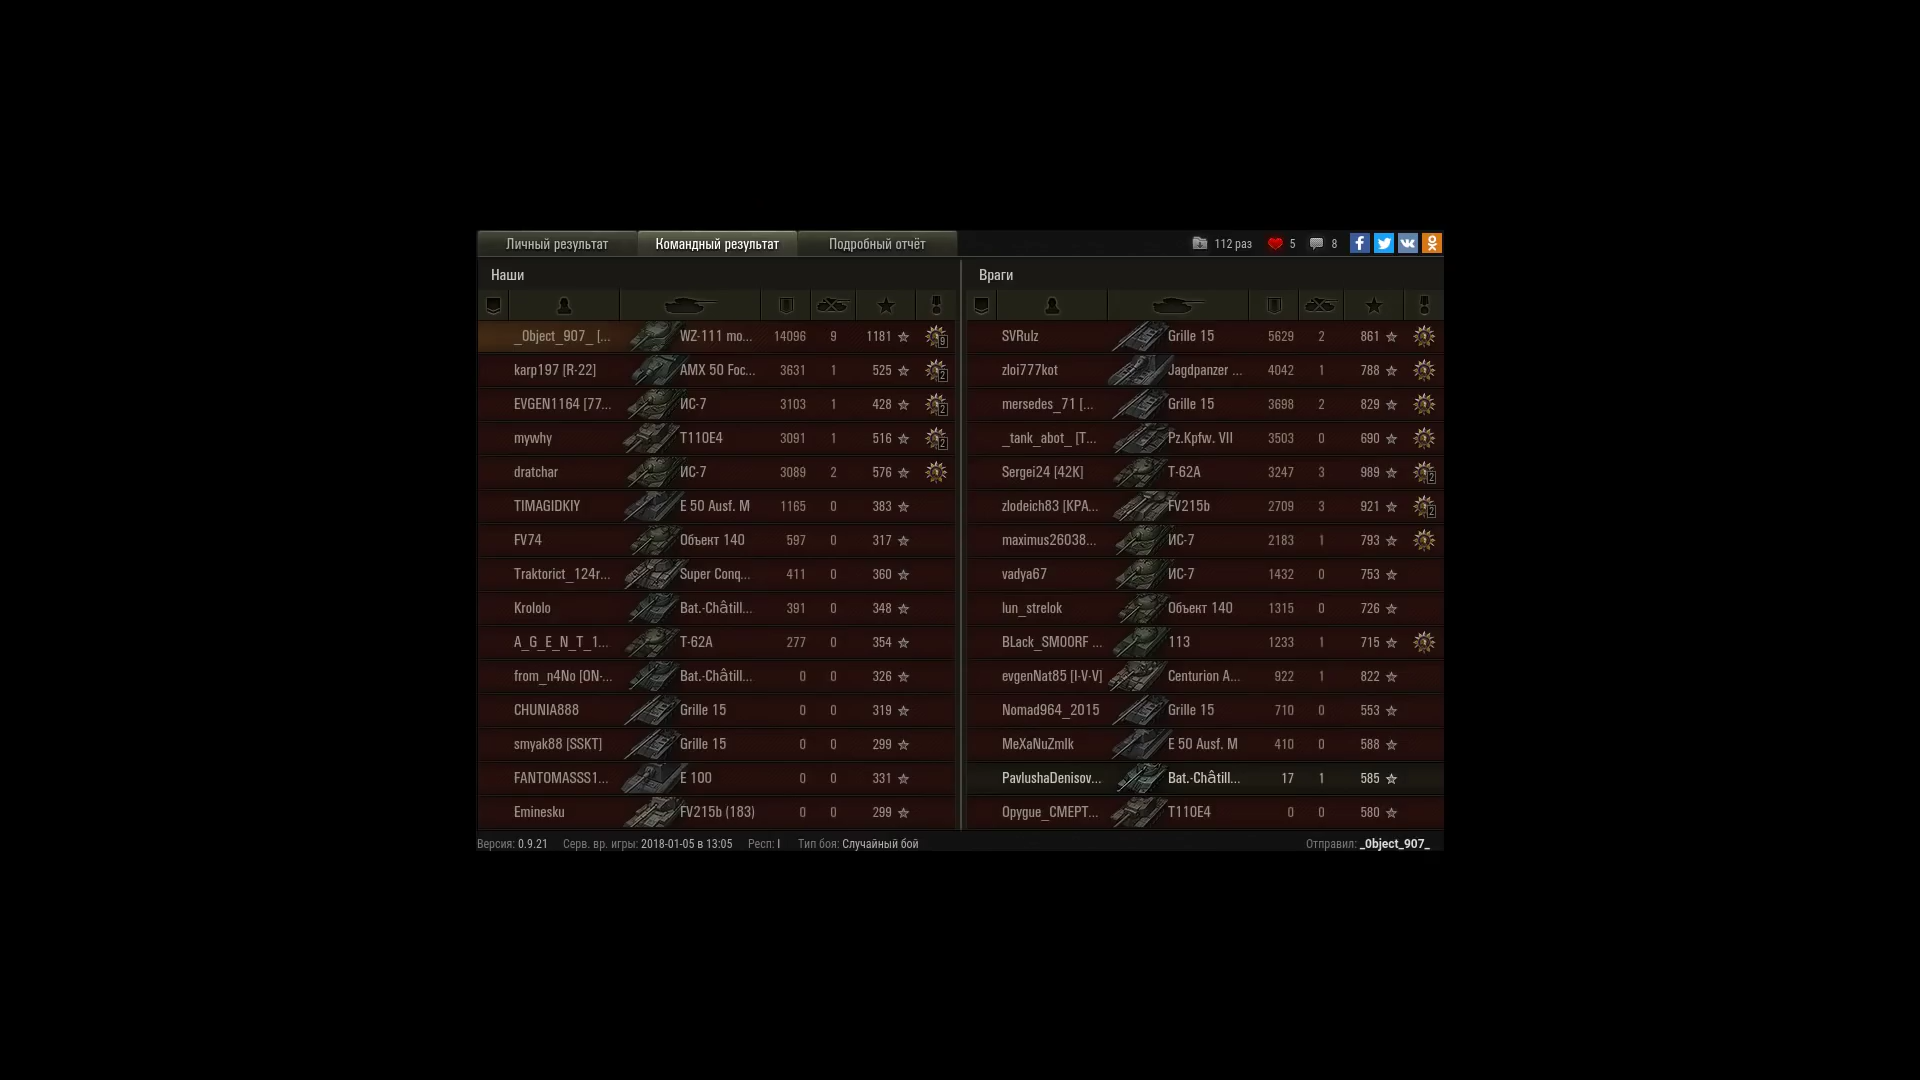 Личный результат Командный результат Подробный отчёт 112 раз 5 8
Наши Враги
_Object_907_ [... WZ-111 mo... 14096 9 1181 9 SVRulz Grille 15 5629 2 861
karp197 [R-22] AMX 50 Foc... 3631 1 525 2 zloi777kot Jagdpanzer ... 4042 1 788
EVGEN1164 [77... ИС-7 3103 1 428 2 mersedes_71 [... Grille 15 3698 2 829
mywhy T110E4 3091 1 516 2 _tank_abot_ [T... Pz.Kpfw. VII 3503 0 690
dratchar ИС-7 3089 2 576 Sergei24 [42K] T-62A 3247 3 989 2
TIMAGIDKIY E 50 Ausf. M 1165 0 383 zlodeich83 [KPA... FV215b 2709 3 921 2
FV74 Объект 140 597 0 317 maximus26038... ИС-7 2183 1 793
Traktorict_124r... Super Conq... 411 0 360 vadya67 ИС-7 1432 0 753
Krololo Bat.-Châtill... 391 0 348 lun_strelok Объект 140 1315 0 726
A_G_E_N_T_1... T-62A 277 0 354 BLack_SMOORF ... 113 1233 1 715
from_n4No [ON-... Bat.-Châtill... 0 0 326 evgenNat85 [I-V-V] Centurion A... 922 1 822
CHUNIA888 Grille 15 0 0 319 Nomad964_2015 Grille 15 710 0 553
smyak88 [SSKT] Grille 15 0 0 299 MeXaNuZmIk E 50 Ausf. M 410 0 588
FANTOMASSS1... E 100 0 0 331 PavlushaDenisov... Bat.-Châtill... 17 1 585
Eminesku FV215b (183) 0 0 299 Opygue_CMEPT... T110E4 0 0 580
Версия: 0.9.21 Серв. вр. игры: 2018-01-05 в 13:05 Респ: I Тип боя: Случайный бой Отправил: _Object_907_